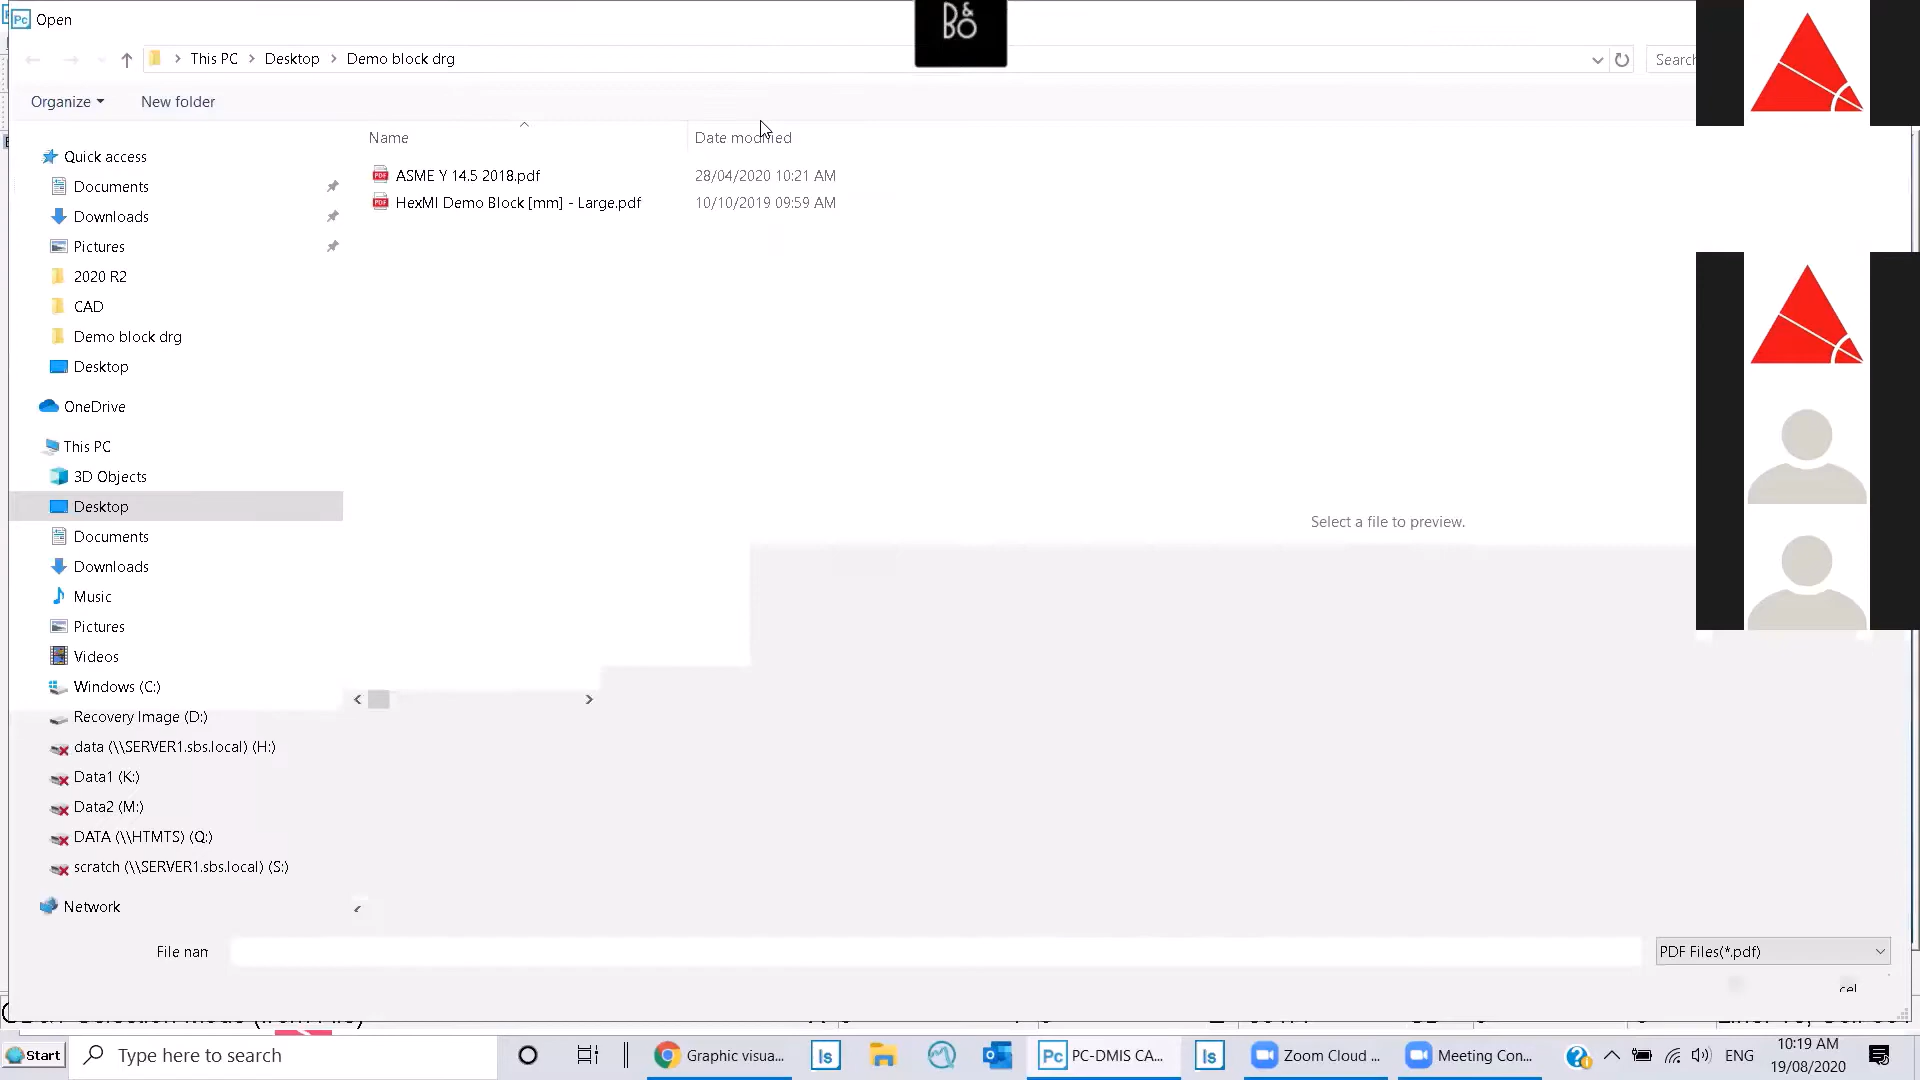 Pc Open
B&O
This PC > Desktop > Demo block drg
Search
Organize
New folder
Name
Date modified
Quick access
ASME Y 14.5 2018.pdf
28/04/2020 10:21 AM
Documents
HexMI Demo Block [mm] - Large.pdf
10/10/2019 09:59 AM
Downloads
Pictures
2020 R2
CAD
Demo block drg
Desktop
OneDrive
This PC
3D Objects
Desktop
Select a file to preview.
Documents
Downloads
Music
Pictures
Videos
Windows (C:)
Recovery Image (D:)
data (\\SERVER1.sbs.local) (H:)
Data1 (K:)
Data2 (M:)
DATA (\\HTMTS) (Q:)
scratch (\\SERVER1.sbs.local) (S:)
Network
File nam
PDF Files(*.pdf)
cel
Start
Type here to search
Graphic visua...
Is
Pc PC-DMIS CA...
Is
Zoom Cloud ...
Meeting Con...
ENG
10:19 AM
19/08/2020